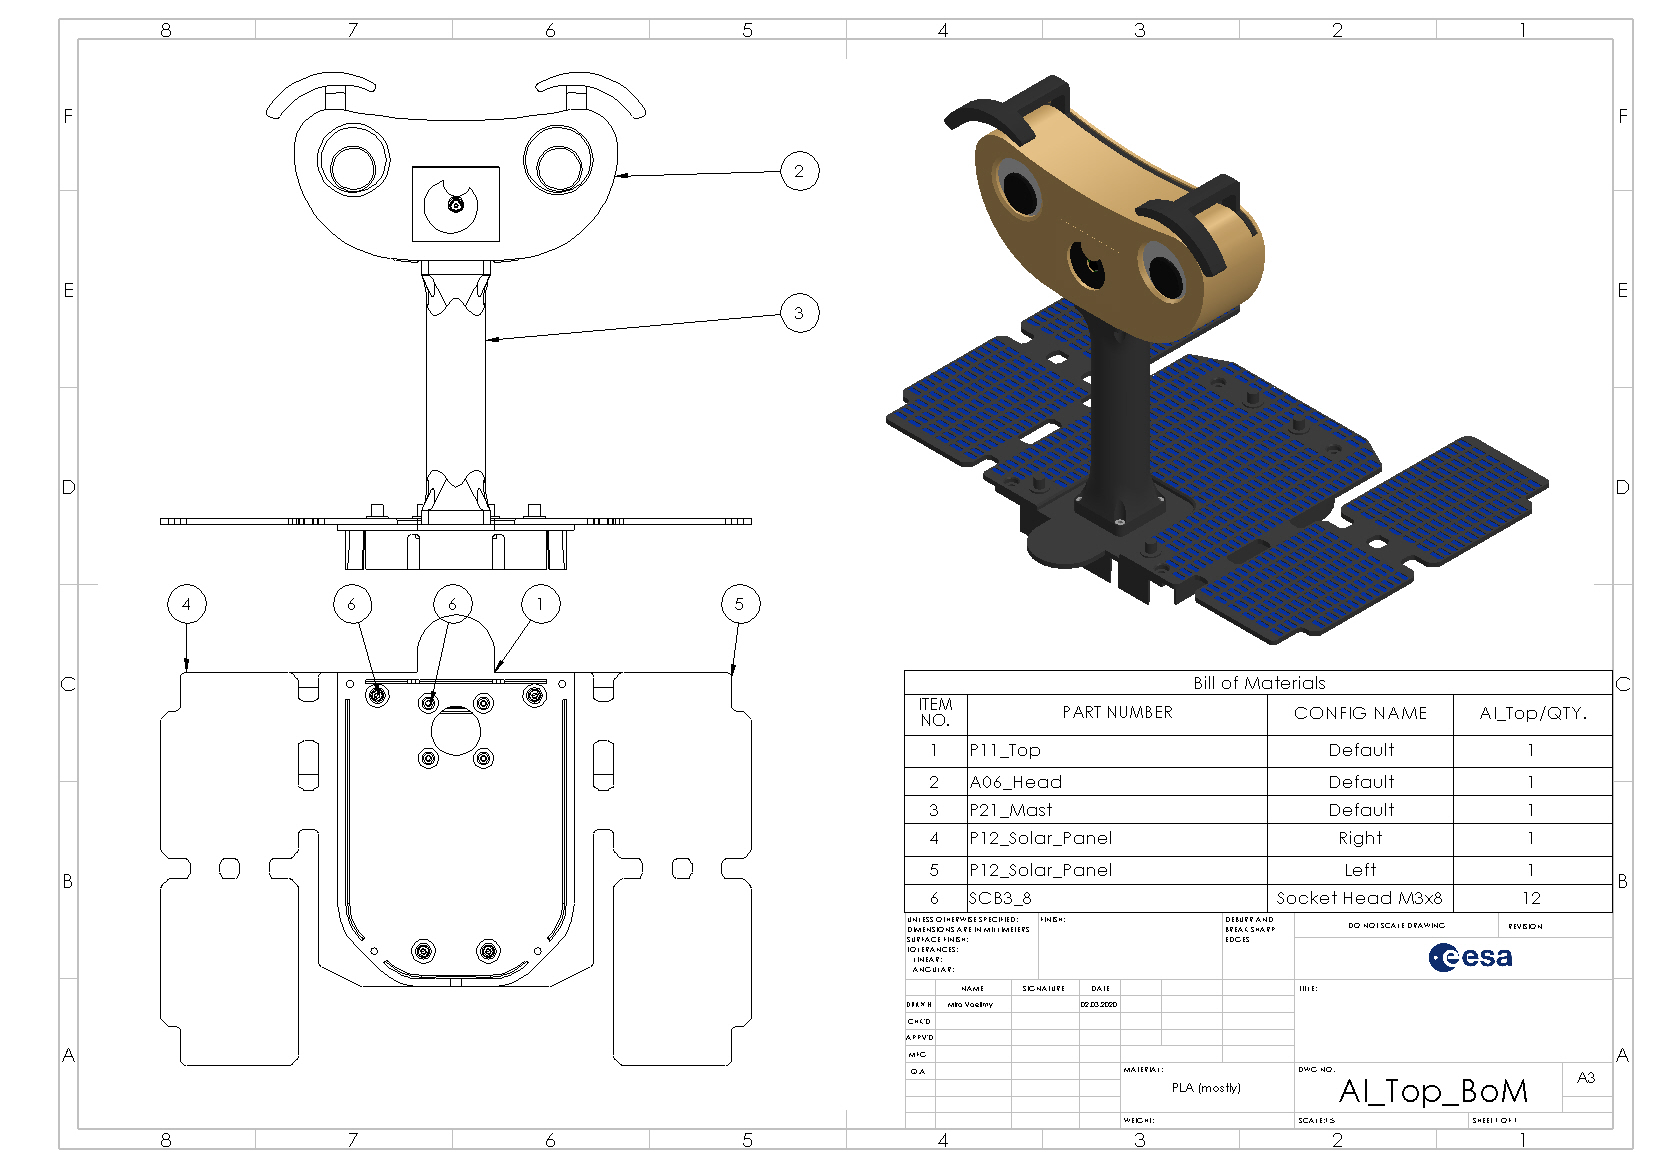 8 7 6 5 4 3 2 1
F F
E E
D D
C C
B B
A A
2
3
4 6 6 1 5
Bill of Materials
ITEM NO. PART NUMBER CONFIG NAME AI_Top/QTY.
1 P11_Top Default 1
2 A06_Head Default 1
3 P21_Mast Default 1
4 P12_Solar_Panel Right 1
5 P12_Solar_Panel Left 1
6 SCB3_8 Socket Head M3x8 12
UNLESS OTHERWISE SPECIFIED:
DIMENSIONS ARE IN MILLIMETERS
SURFACE FINISH:
TOLERANCES:
LINEAR:
ANGULAR:
FINISH:
DEBURR AND
BREAK SHARP
EDGES
DO NOT SCALE DRAWING
REVISION
esa
NAME SIGNATURE DATE
DRAWN Miro Voellmy 02.03.2020
CHK'D
APPV'D
MFG
Q.A
TITLE:
MATERIAL:
PLA (mostly)
DWG NO.
AI_Top_BoM
A3
WEIGHT:
SCALE:1:5
SHEET 1 OF 1
8 7 6 5 4 3 2 1